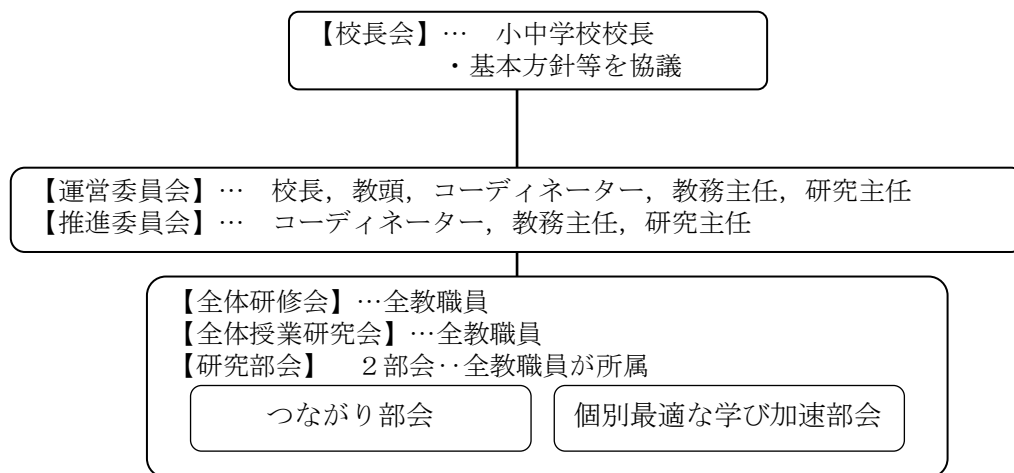 【校長会】… 小中学校校長
・基本方針等を協議
【運営委員会】… 校長，教頭，コーディネーター，教務主任，研究主任
【推進委員会】… コーディネーター，教務主任，研究主任
【全体研修会】…全教職員
【全体授業研究会】…全教職員
【研究部会】 ２部会‥全教職員が所属
つながり部会
個別最適な学び加速部会